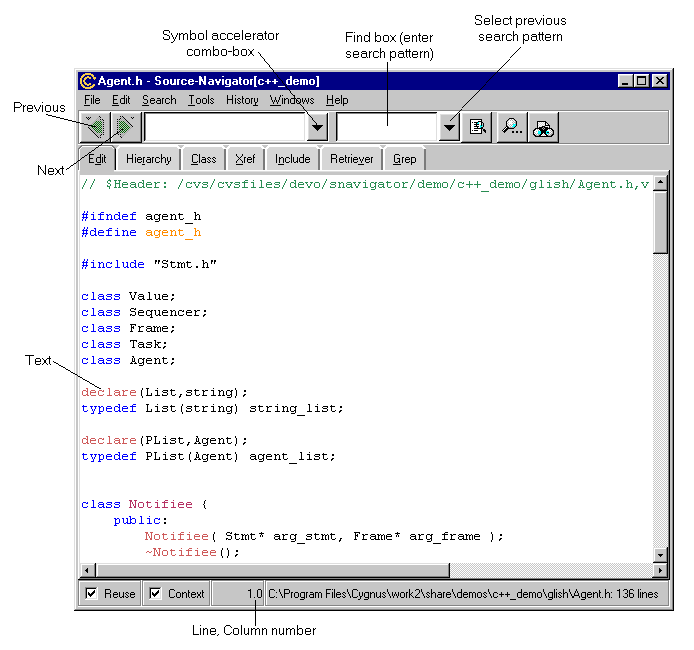 Symbol accelerator
combo-box
Find box (enter
search pattern)
Select previous
search pattern
Agent.h - Source-Navigator[c++_demo]
File Edit Search Tools History Windows Help
Previous
Next
Edit Hierarchy Class Xref Include Retriever Grep
// $Header: /cvs/cvsfiles/devo/snavigator/demo/c++_demo/glish/Agent.h,v
#ifndef agent_h
#define agent_h
#include "Stmt.h"
class Value;
class Sequencer;
class Frame;
class Task;
class Agent;
Text
declare(List,string);
typedef List(string) string_list;
declare(PList,Agent);
typedef PList(Agent) agent_list;
class Notifiee {
public:
Notifiee( Stmt* arg_stmt, Frame* arg_frame );
~Notifiee();
Reuse Context 1.0 C:\Program Files\Cygnus\work2\share\demos\c++_demo\glish\Agent.h: 136 lines
Line, Column number